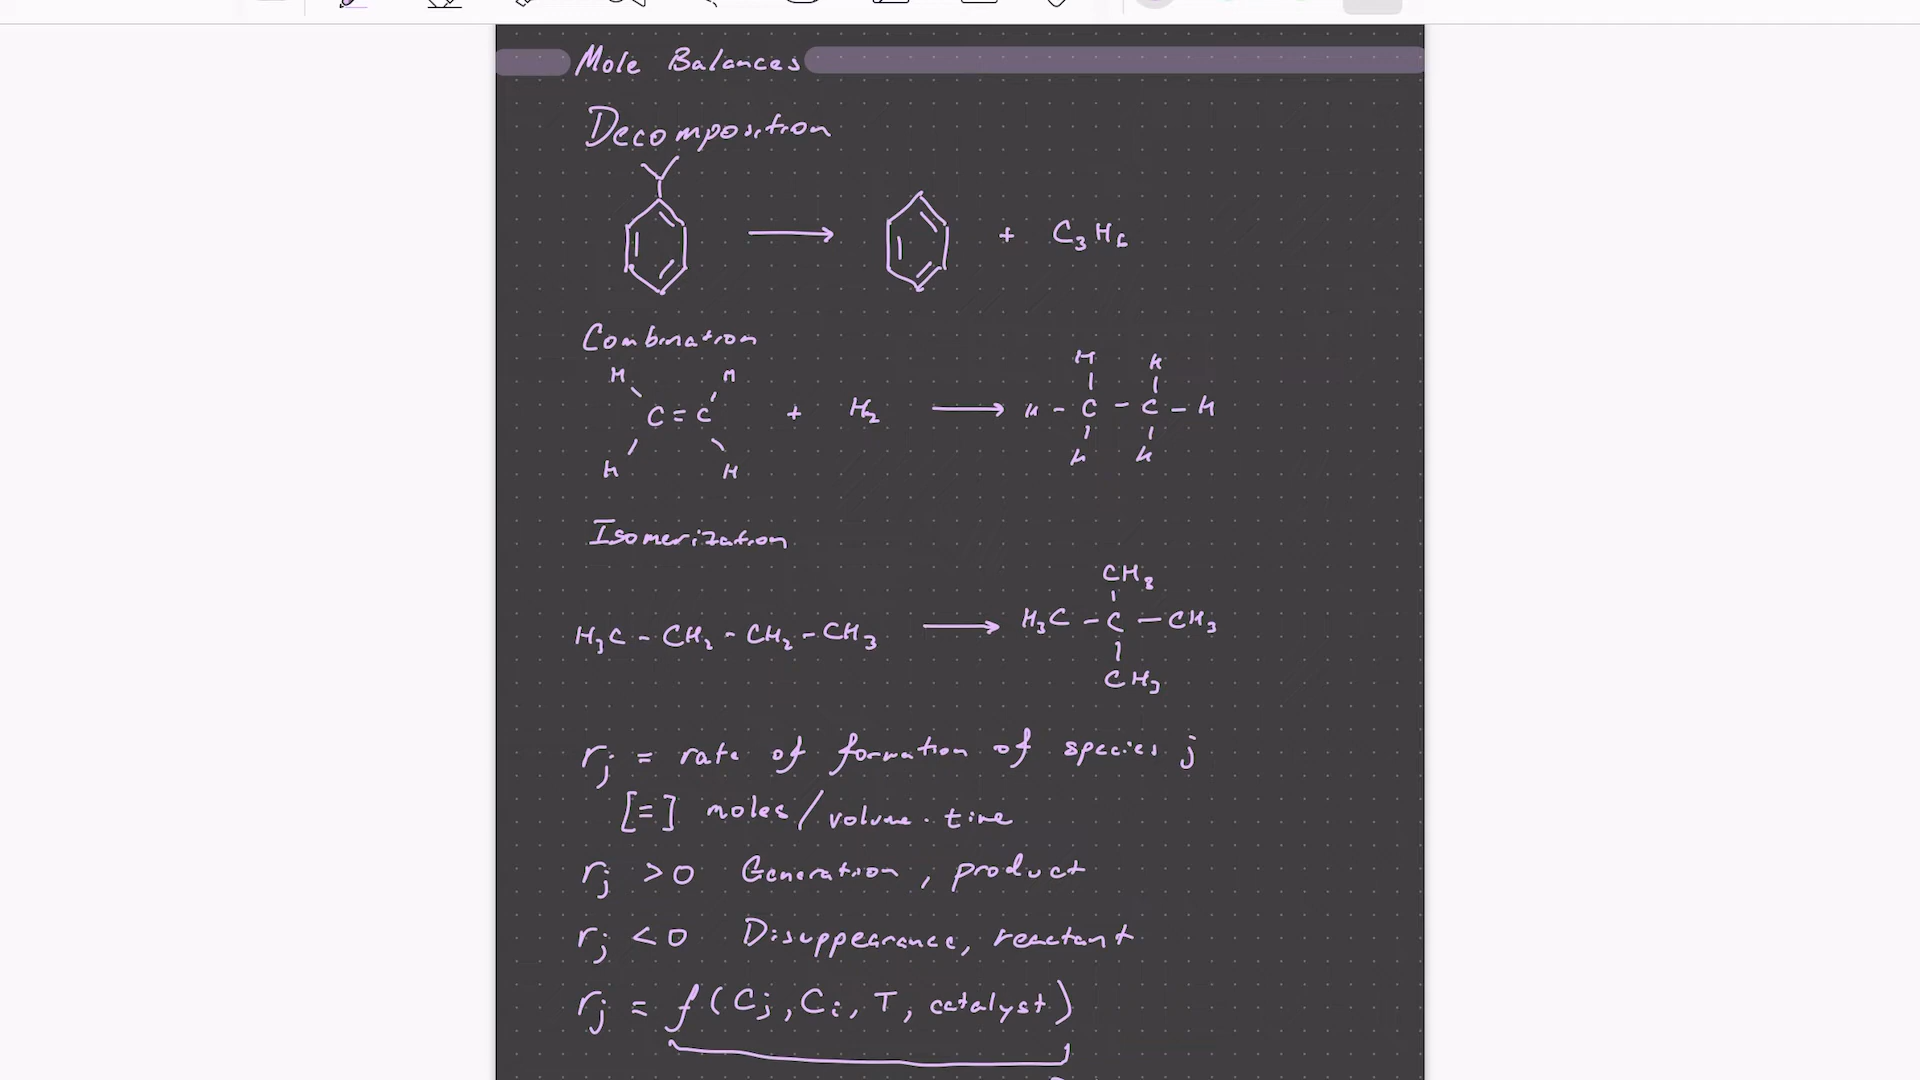 Mole Balances
Decomposition
→ + C₃H₆
Combination
H H H H
C = C + H₂ → H - C - C - H
H H H H
Isomerization
CH₃
H₃C - CH₂ - CH₂ - CH₃ → H₃C - C - CH₃
CH₃
rⱼ = rate of formation of species j
[=] moles/volume · time
rⱼ > 0 Generation, product
rⱼ < 0 Disappearance, reactant
rⱼ = f(Cⱼ, Cᵢ, T, catalyst)